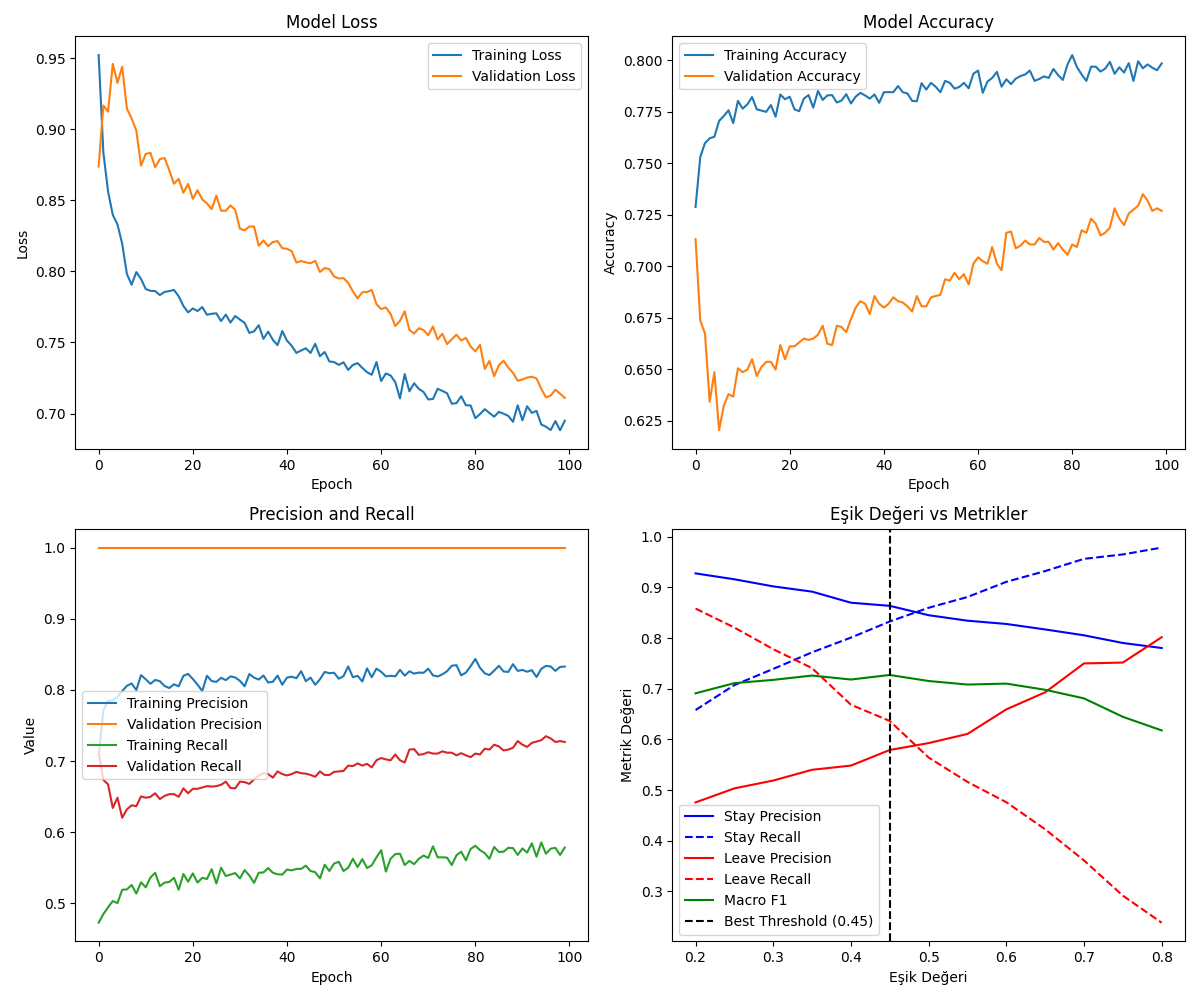 Model Loss
Training Loss
Validation Loss
0.95
0.90
0.85
0.80
0.75
0.70
Loss
0
20
40
60
80
100
Epoch
Model Accuracy
Training Accuracy
Validation Accuracy
0.800
0.775
0.750
0.725
0.700
0.675
0.650
0.625
Accuracy
0
20
40
60
80
100
Epoch
Precision and Recall
1.0
0.9
0.8
0.7
0.6
0.5
Value
Training Precision
Validation Precision
Training Recall
Validation Recall
0
20
40
60
80
100
Epoch
Eşik Değeri vs Metrikler
1.0
0.9
0.8
0.7
0.6
0.5
0.4
0.3
Metrik Değeri
Stay Precision
Stay Recall
Leave Precision
Leave Recall
Macro F1
Best Threshold (0.45)
0.2
0.3
0.4
0.5
0.6
0.7
0.8
Eşik Değeri